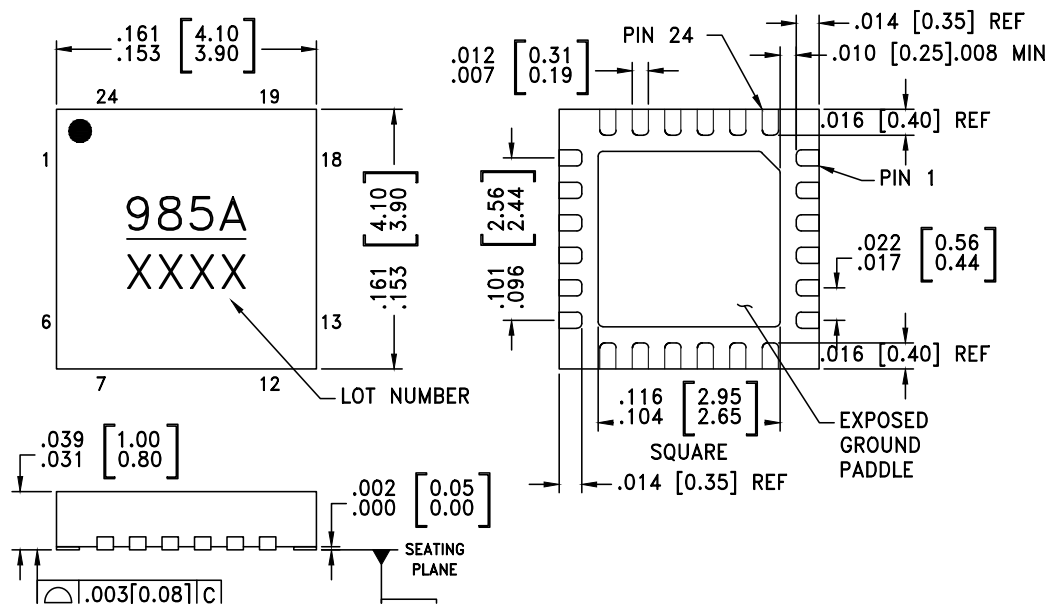 .161 [4.10]
.153 [3.90]
24
19
1
18
985A
XXXX
6
13
7
12
LOT NUMBER
[4.10]
[3.90]
.161
.153
.039 [1.00]
.031 [0.80]
.002 [0.05]
.000 [0.00]
SEATING
PLANE
.003[0.08] C
PIN 24
.014 [0.35] REF
.010 [0.25].008 MIN
.012 [0.31]
.007 [0.19]
.016 [0.40] REF
PIN 1
[2.56]
[2.44]
.101
.096
.022 [0.56]
.017 [0.44]
.016 [0.40] REF
.116 [2.95]
.104 [2.65]
SQUARE
EXPOSED
GROUND
PADDLE
.014 [0.35] REF